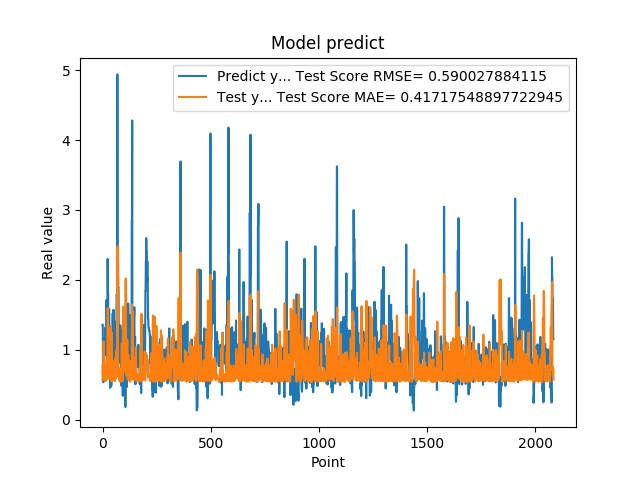 Model predict
Predict y... Test Score RMSE= 0.590027884115
Test y... Test Score MAE= 0.41717548897722945
Real value
5
4
3
2
1
0
0
500
1000
1500
2000
Point